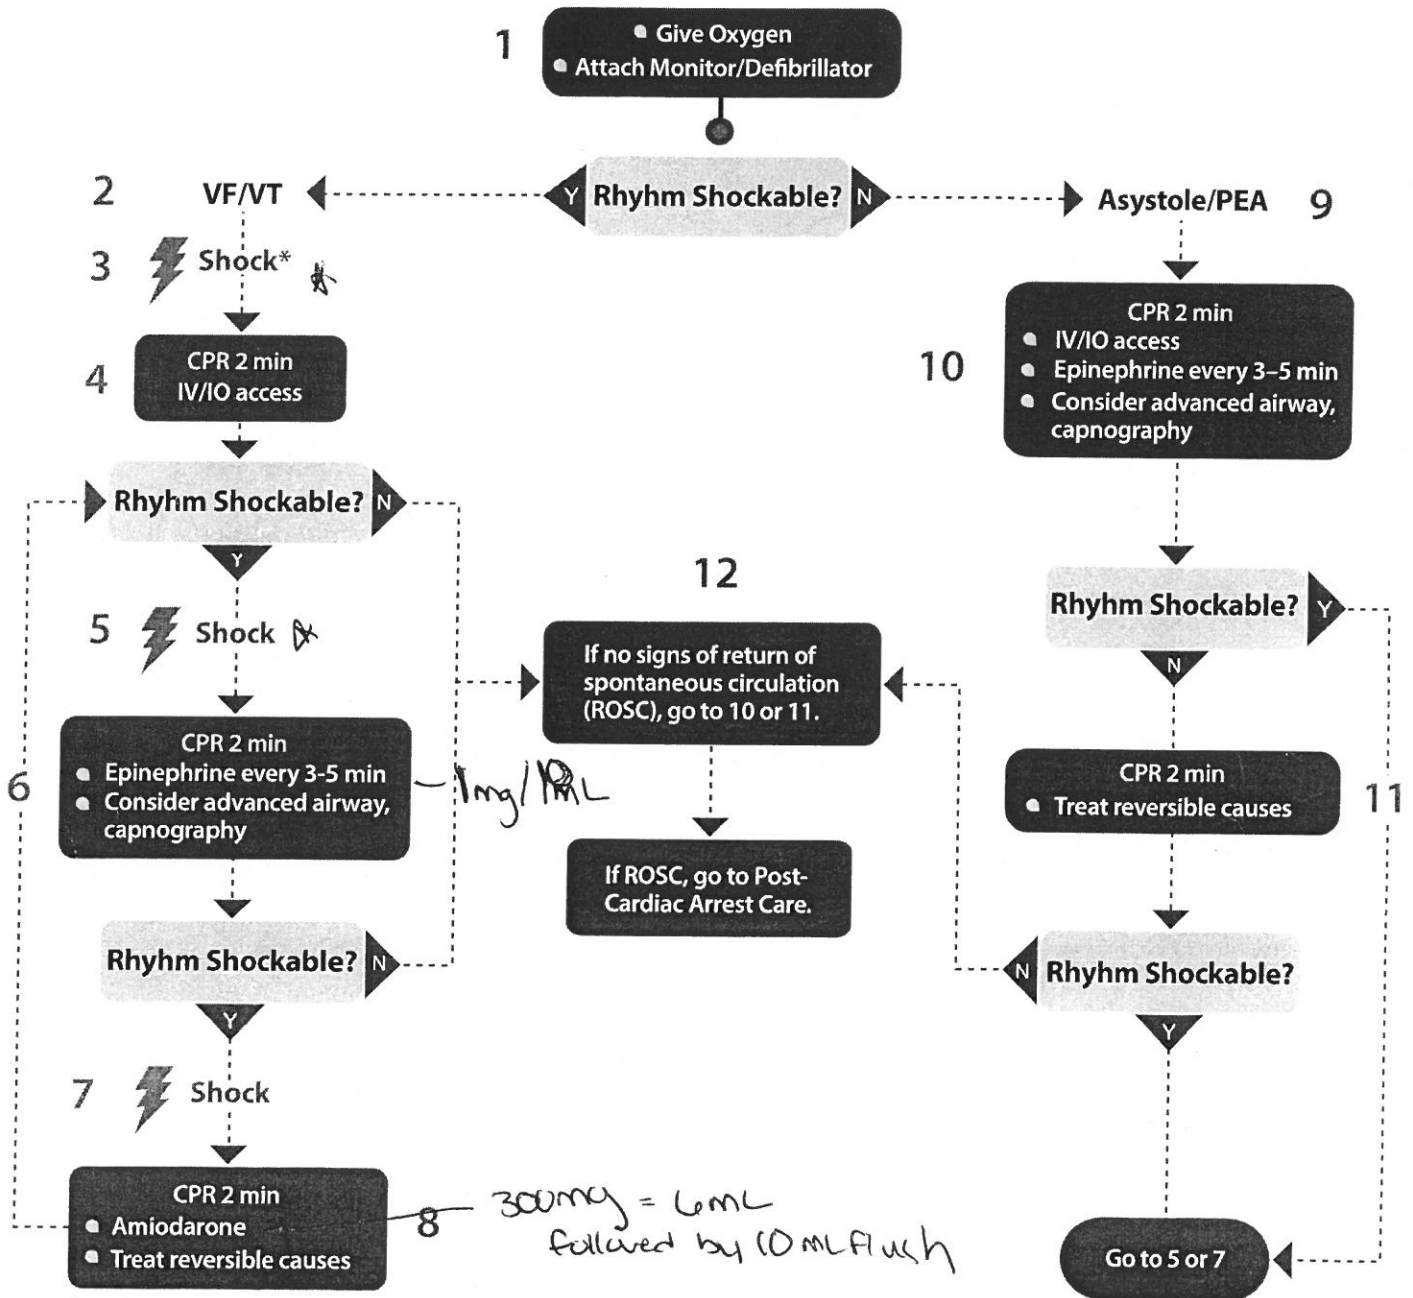 1
Give Oxygen
Attach Monitor/Defibrillator
Y
Rhyhm Shockable?
N
2
VF/VT
3
Shock*
4
CPR 2 min
IV/IO access
Rhyhm Shockable?
N
Y
5
Shock
6
CPR 2 min
Epinephrine every 3-5 min
Consider advanced airway,
capnography
1mg/
Rhyhm Shockable?
N
Y
7
Shock
8
CPR 2 min
Amiodarone
Treat reversible causes
300mg = 6mL
followed by 10 mL flush
Asystole/PEA
9
10
CPR 2 min
IV/IO access
Epinephrine every 3–5 min
Consider advanced airway,
capnography
Rhyhm Shockable?
Y
N
11
CPR 2 min
Treat reversible causes
N
Rhyhm Shockable?
Y
Go to 5 or 7
12
If no signs of return of
spontaneous circulation
(ROSC), go to 10 or 11.
If ROSC, go to Post-
Cardiac Arrest Care.